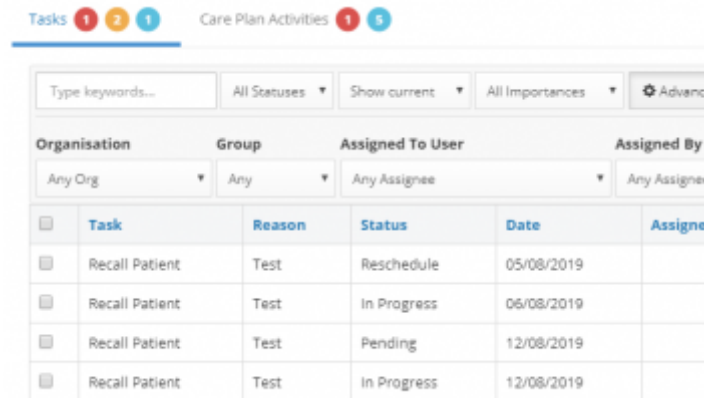 Tasks 1 2 1 Care Plan Activities 1 5
Type keywords... All Statuses Show current All Importances Advanc
Organisation Group Assigned To User Assigned By
Any Org Any Any Assignee Any Assignee
Task Reason Status Date Assigne
Recall Patient Test Reschedule 05/08/2019
Recall Patient Test In Progress 06/08/2019
Recall Patient Test Pending 12/08/2019
Recall Patient Test In Progress 12/08/2019